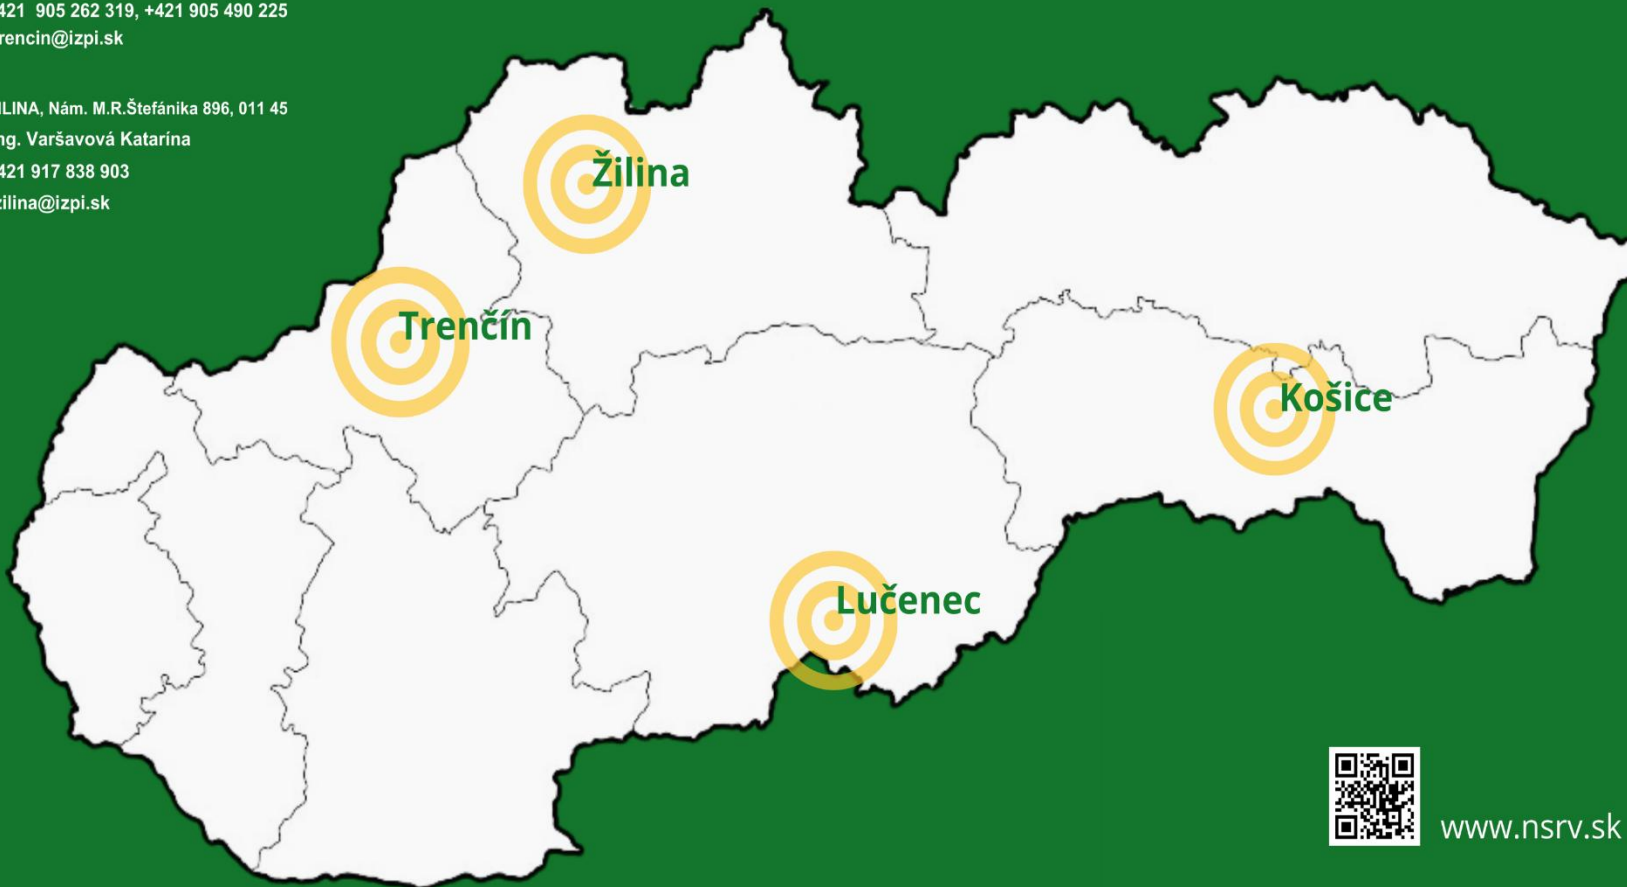 421 905 262 319, +421 905 490 225
rencin@izpi.sk
ILINA, Nám. M.R.Štefánika 896, 011 45
ng. Varšavová Katarína
421 917 838 903
zilina@izpi.sk
Žilina
Trenčín
Košice
Lučenec
www.nsrv.sk